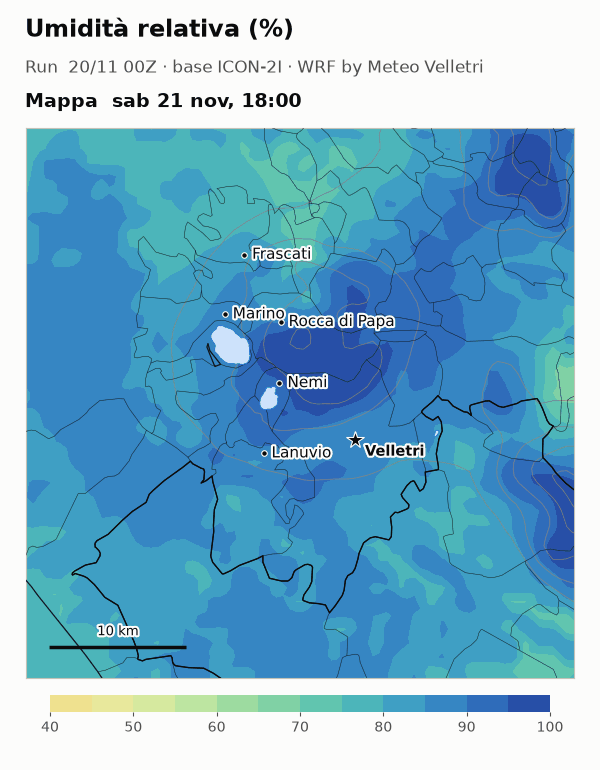 Umidità relativa (%)
Run  20/11 00Z · base ICON-2I · WRF by Meteo Velletri
Mappa  sab 21 nov, 18:00
Frascati
Marino
Rocca di Papa
Nemi
Velletri
Lanuvio
10 km
40 50 60 70 80 90 100